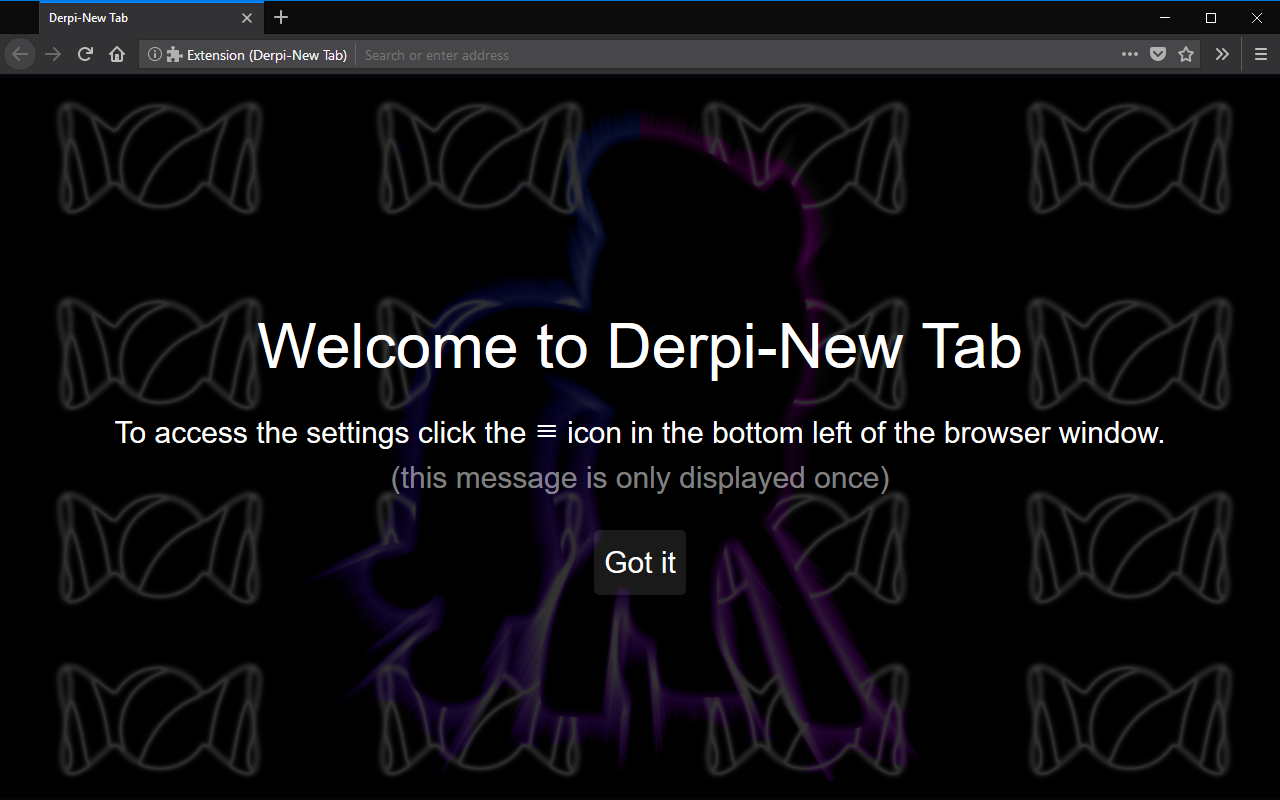 Derpi-New Tab
Extension (Derpi-New Tab) Search or enter address
Welcome to Derpi-New Tab
To access the settings click the ≡ icon in the bottom left of the browser window.
(this message is only displayed once)
Got it